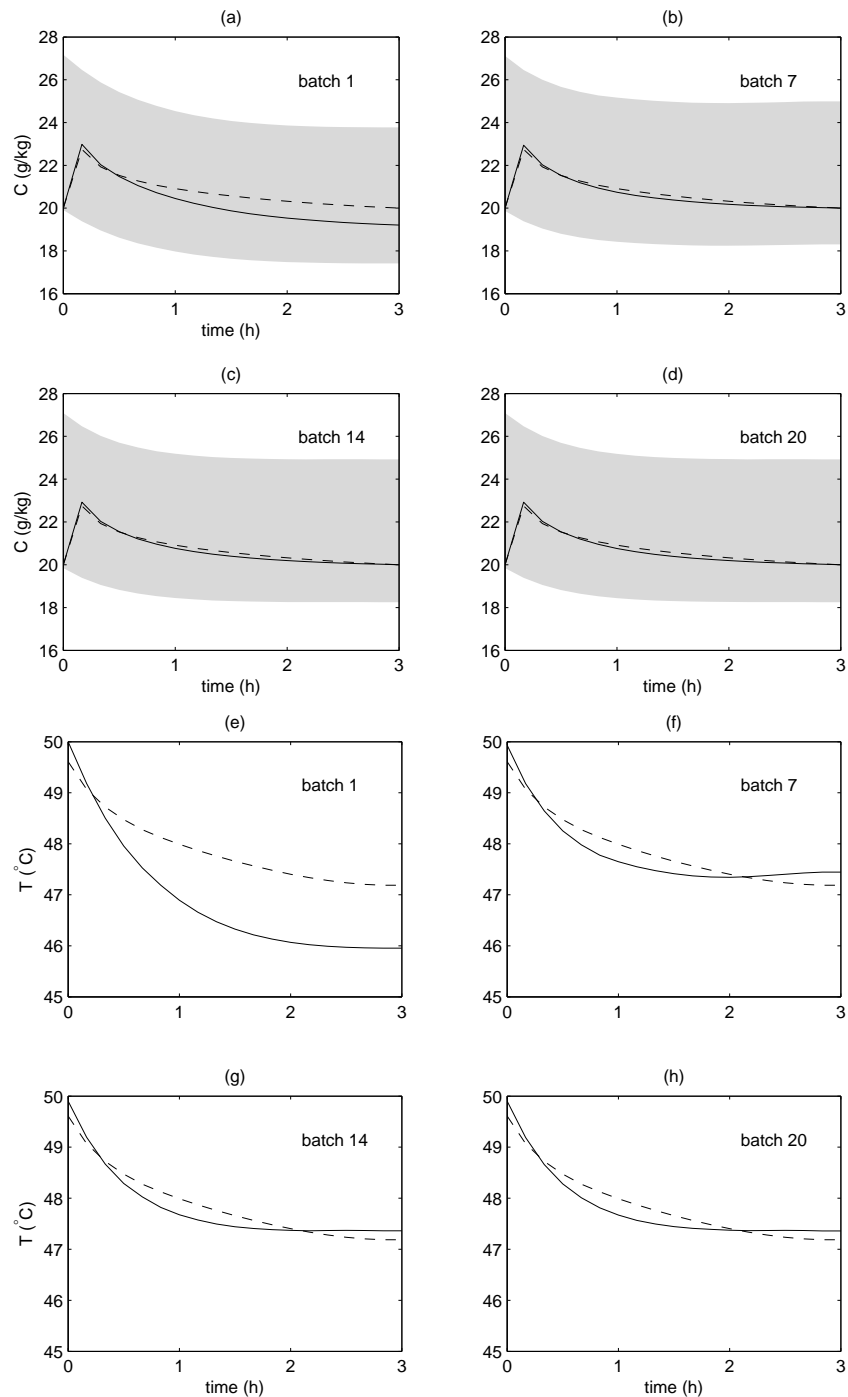 (a)
28
26
24
22
20
18
16
C (g/kg)
batch 1
0 1 2 3
time (h)
(b)
28
26
24
22
20
18
16
C (g/kg)
batch 7
0 1 2 3
time (h)
(c)
28
26
24
22
20
18
16
C (g/kg)
batch 14
0 1 2 3
time (h)
(d)
28
26
24
22
20
18
16
C (g/kg)
batch 20
0 1 2 3
time (h)
(e)
50
49
48
47
46
45
T (°C)
batch 1
0 1 2 3
(f)
50
49
48
47
46
45
T (°C)
batch 7
0 1 2 3
(g)
50
49
48
47
46
45
T (°C)
batch 14
0 1 2 3
time (h)
(h)
50
49
48
47
46
45
T (°C)
batch 20
0 1 2 3
time (h)